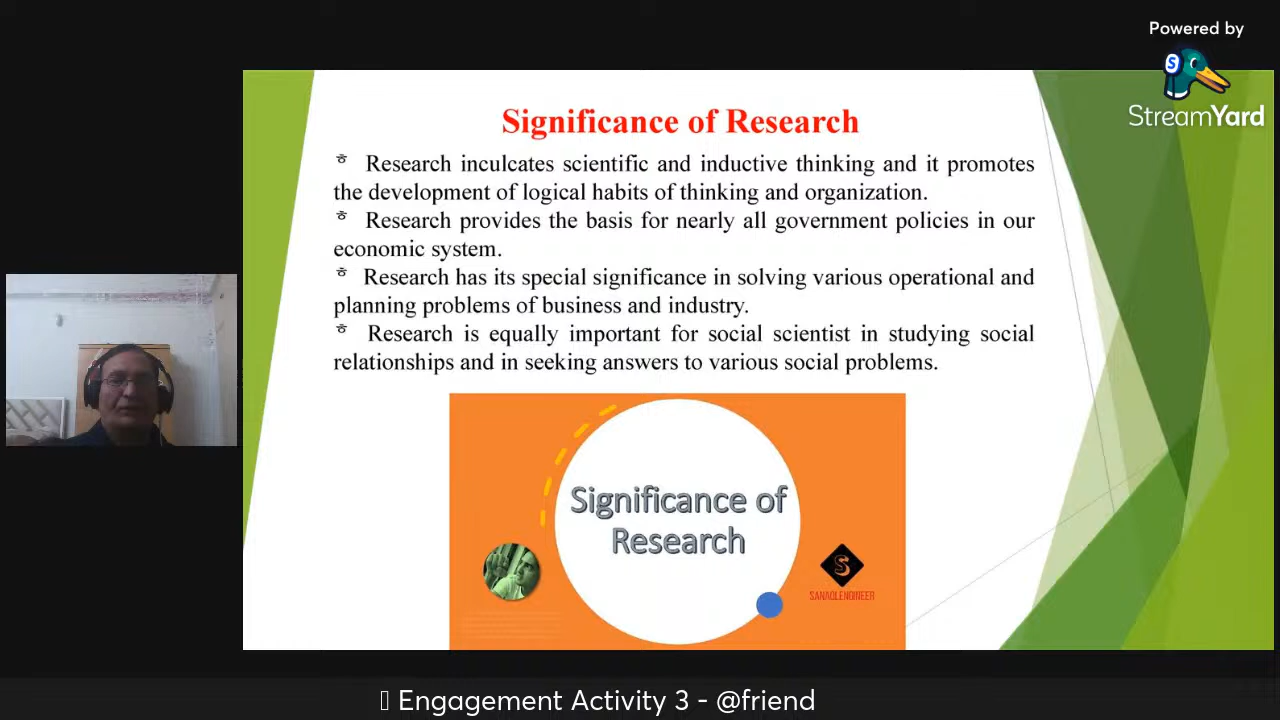 Powered by
StreamYard
Significance of Research
Research inculcates scientific and inductive thinking and it promotes
the development of logical habits of thinking and organization.
Research provides the basis for nearly all government policies in our
economic system.
Research has its special significance in solving various operational and
planning problems of business and industry.
Research is equally important for social scientist in studying social
relationships and in seeking answers to various social problems.
Significance of
Research
S
SANAQLENGINEER
Engagement Activity 3 - @friend